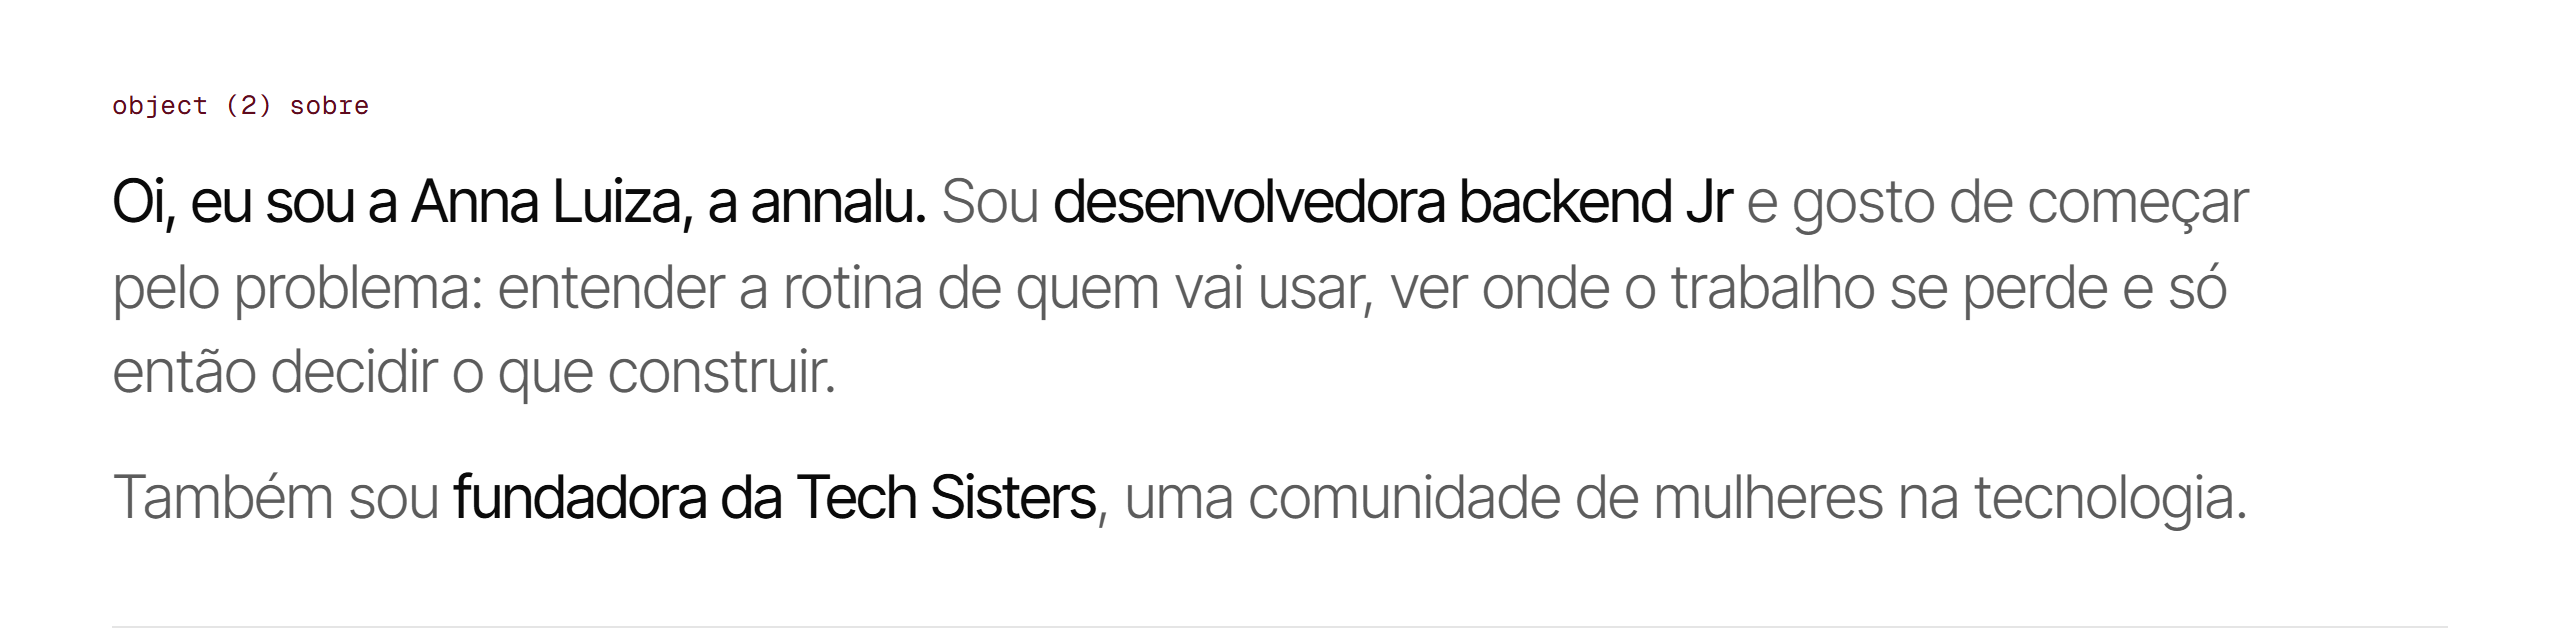 object (2) sobre
Oi, eu sou a Anna Luiza, a annalu. Sou desenvolvedora backend Jr e gosto de começar
pelo problema: entender a rotina de quem vai usar, ver onde o trabalho se perde e só
então decidir o que construir.
Também sou fundadora da Tech Sisters, uma comunidade de mulheres na tecnologia.